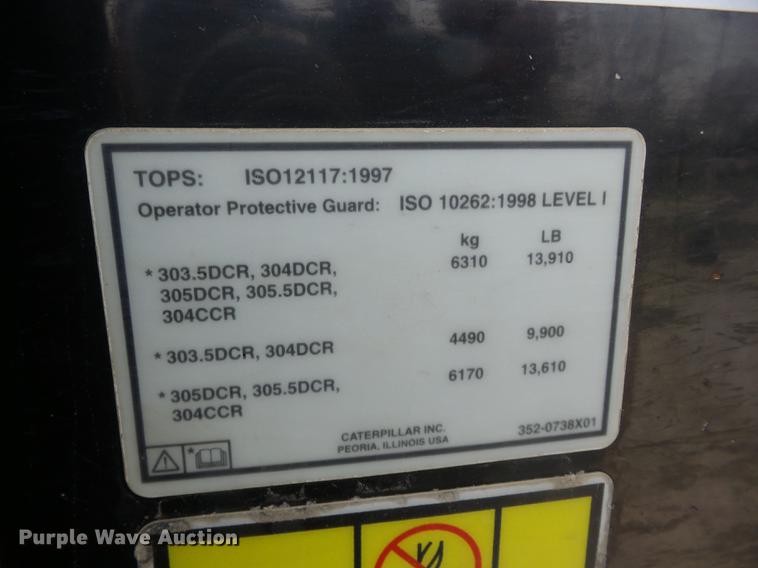 TOPS: ISO12117:1997
Operator Protective Guard: ISO 10262:1998 LEVEL I
kg LB
* 303.5DCR, 304DCR, 6310 13,910
305DCR, 305.5DCR,
304CCR
* 303.5DCR, 304DCR 4490 9,900
* 305DCR, 305.5DCR, 6170 13,610
304CCR
CATERPILLAR INC. 352-0738X01
PEORIA, ILLINOIS USA
*
Purple Wave Auction